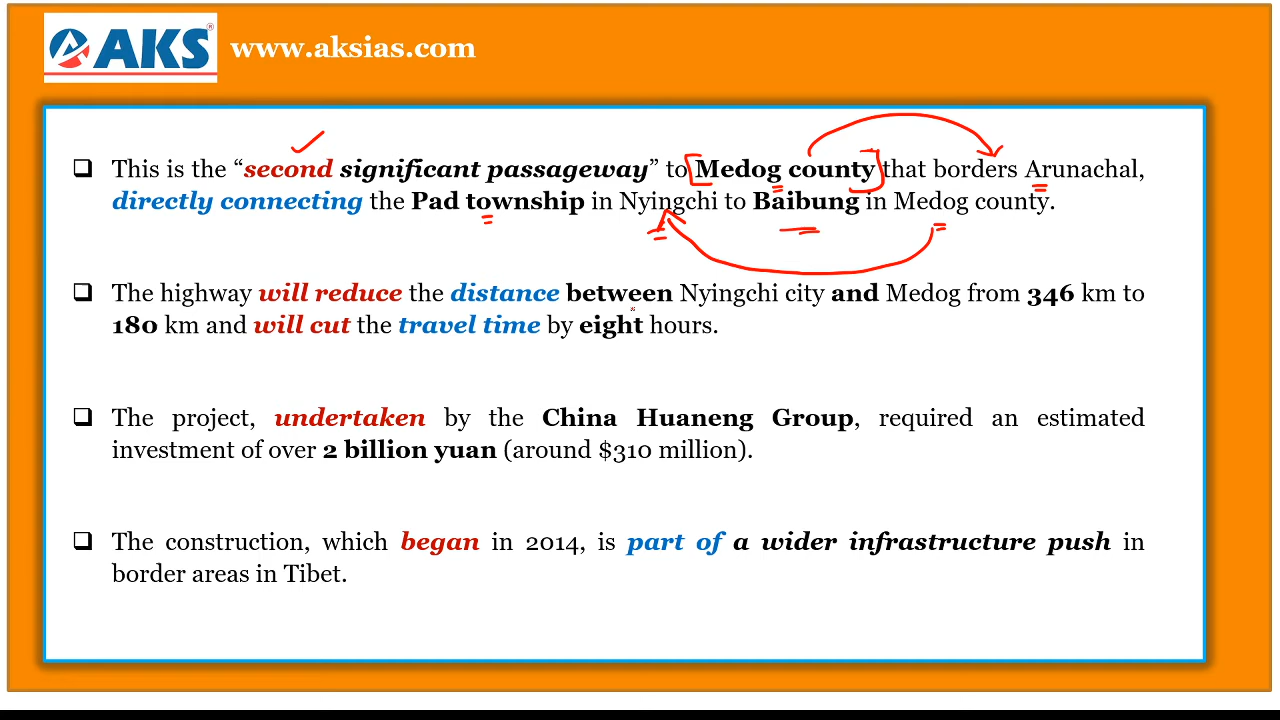 AKS® www.aksias.com
This is the “second significant passageway” to Medog county that borders Arunachal,
directly connecting the Pad township in Nyingchi to Baibung in Medog county.
The highway will reduce the distance between Nyingchi city and Medog from 346 km to
180 km and will cut the travel time by eight hours.
The project, undertaken by the China Huaneng Group, required an estimated
investment of over 2 billion yuan (around $310 million).
The construction, which began in 2014, is part of a wider infrastructure push in
border areas in Tibet.